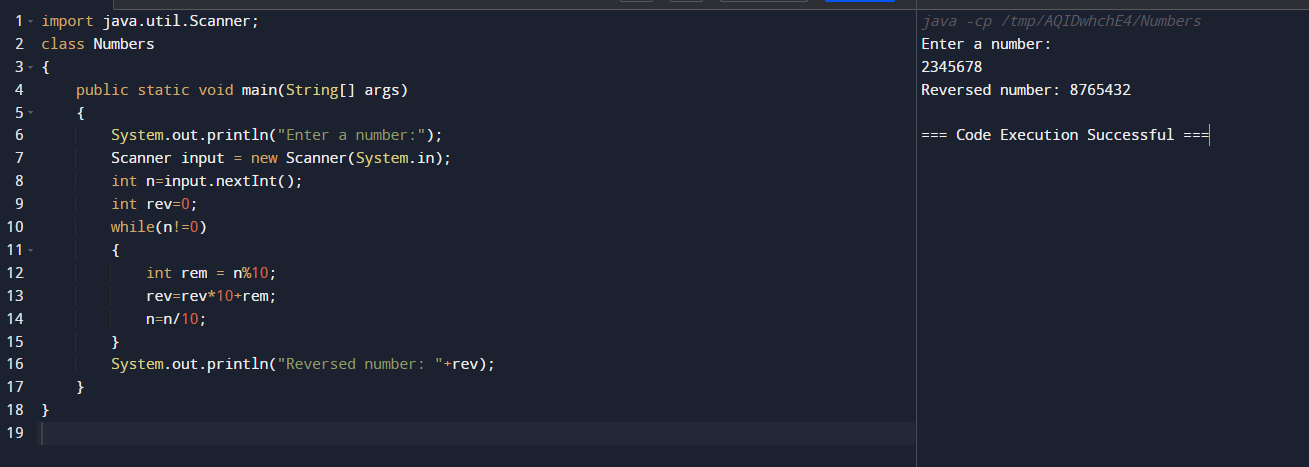 1 import java.util.Scanner;
2 class Numbers
3 {
4     public static void main(String[] args)
5     {
6         System.out.println("Enter a number:");
7         Scanner input = new Scanner(System.in);
8         int n=input.nextInt();
9         int rev=0;
10         while(n!=0)
11         {
12             int rem = n%10;
13             rev=rev*10+rem;
14             n=n/10;
15         }
16         System.out.println("Reversed number: "+rev);
17     }
18 }
19
java -cp /tmp/AQIDwhchE4/Numbers
Enter a number:
2345678
Reversed number: 8765432
=== Code Execution Successful ===